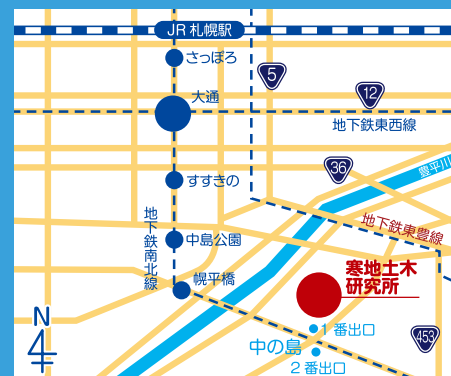 JR 札幌駅
さっぽろ
5
大通
12
地下鉄東西線
36
豊平川
すすきの
地下鉄南北線
地下鉄東豊線
中島公園
寒地土木
研究所
幌平橋
N
1 番出口
中の島
453
2 番出口